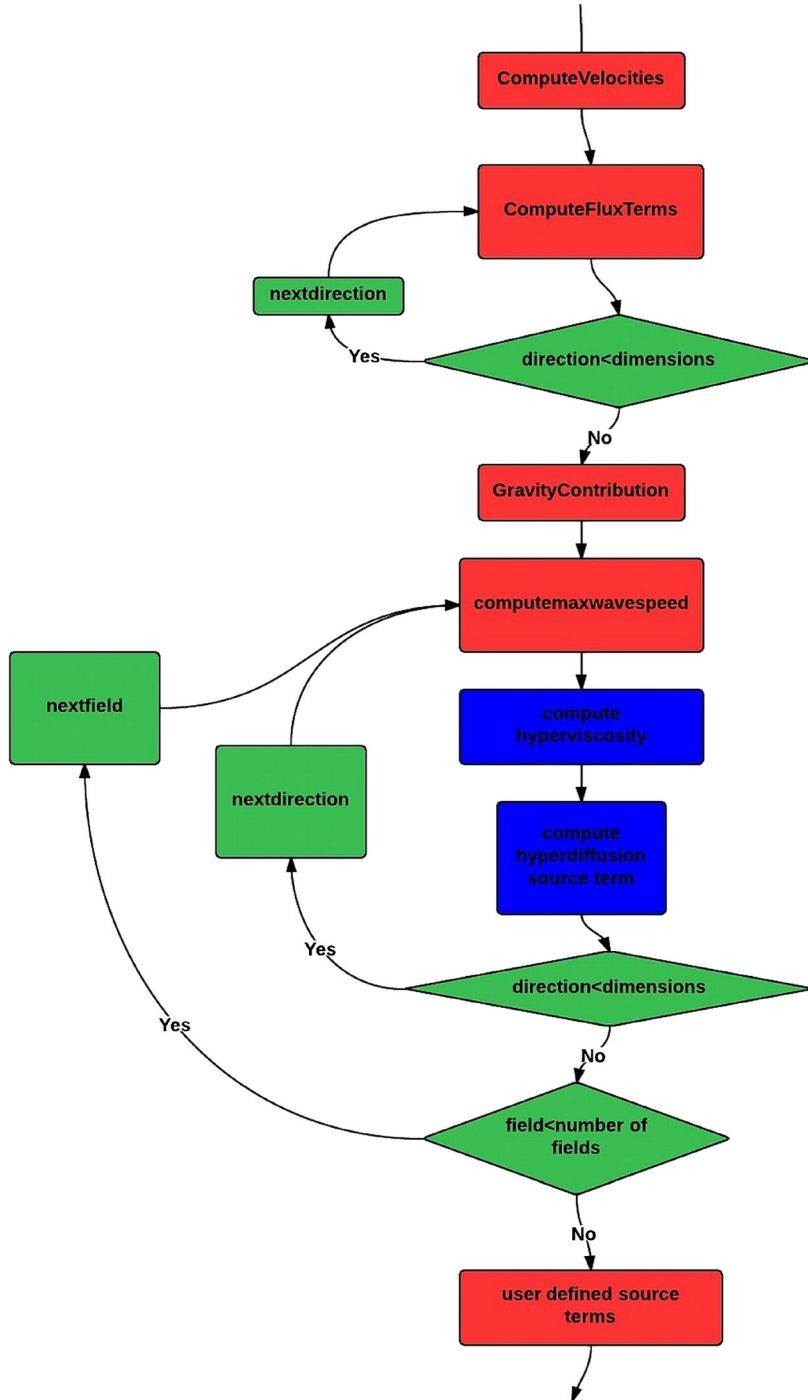 ComputeVelocities
ComputeFluxTerms
nextdirection
Yes
direction<dimensions
No
GravityContribution
computemaxwavespeed
nextfield
compute
hyperviscosity
nextdirection
compute
hyperdiffusion
source term
Yes
direction<dimensions
Yes
No
field<number of
fields
No
user defined source
terms